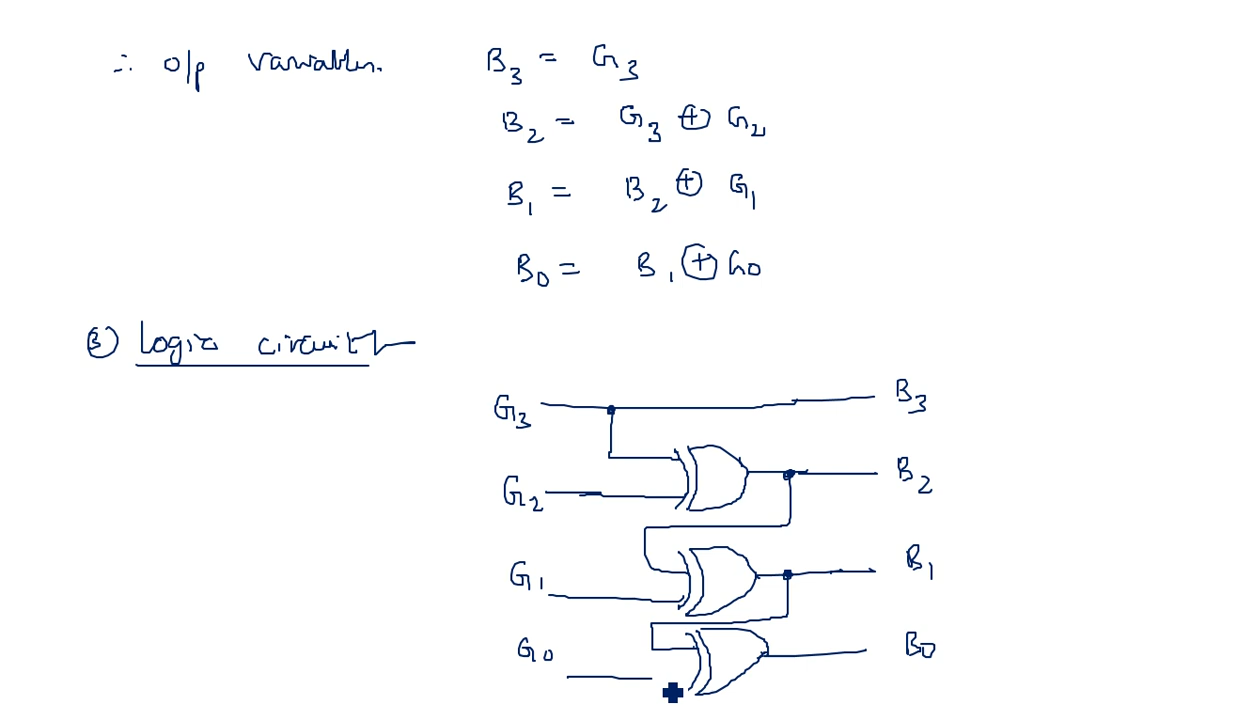 ∴ o/p variables. B₃ = G₃
B₂ = G₃ ⊕ G₂
B₁ = B₂ ⊕ G₁
B₀ = B₁ ⊕ G₀
③ Logic circuit
G₃ B₃
G₂ B₂
G₁ B₁
G₀ B₀